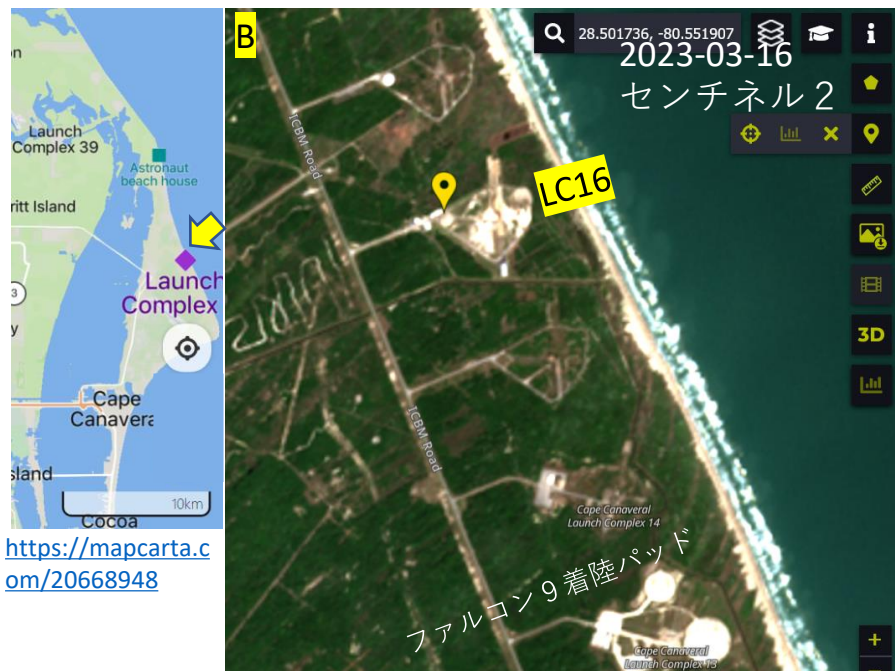 on
Launch
Complex 39
Astronaut
beach house
ritt Island
3
Launch
Complex
y
Cape
Canavera
sland
10km
Cocoa
https://mapcarta.c
om/20668948
B
28.501736, -80.551907
2023-03-16
センチネル２
ICBM Road
LC16
3D
ICBM Road
Cape Canaveral
Launch Complex 14
ファルコン９着陸パッド
Cape Canaveral
Launch Complex 13